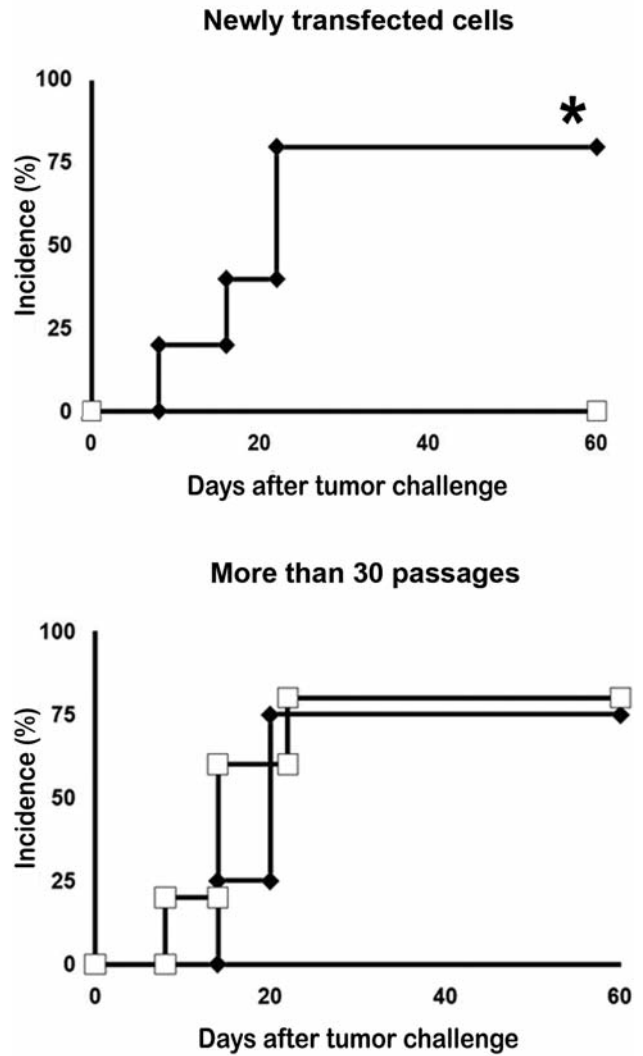 Newly transfected cells
100
75
50
25
0
Incidence (%)
*
0 20 40 60
Days after tumor challenge
More than 30 passages
100
75
50
25
0
Incidence (%)
0 20 40 60
Days after tumor challenge